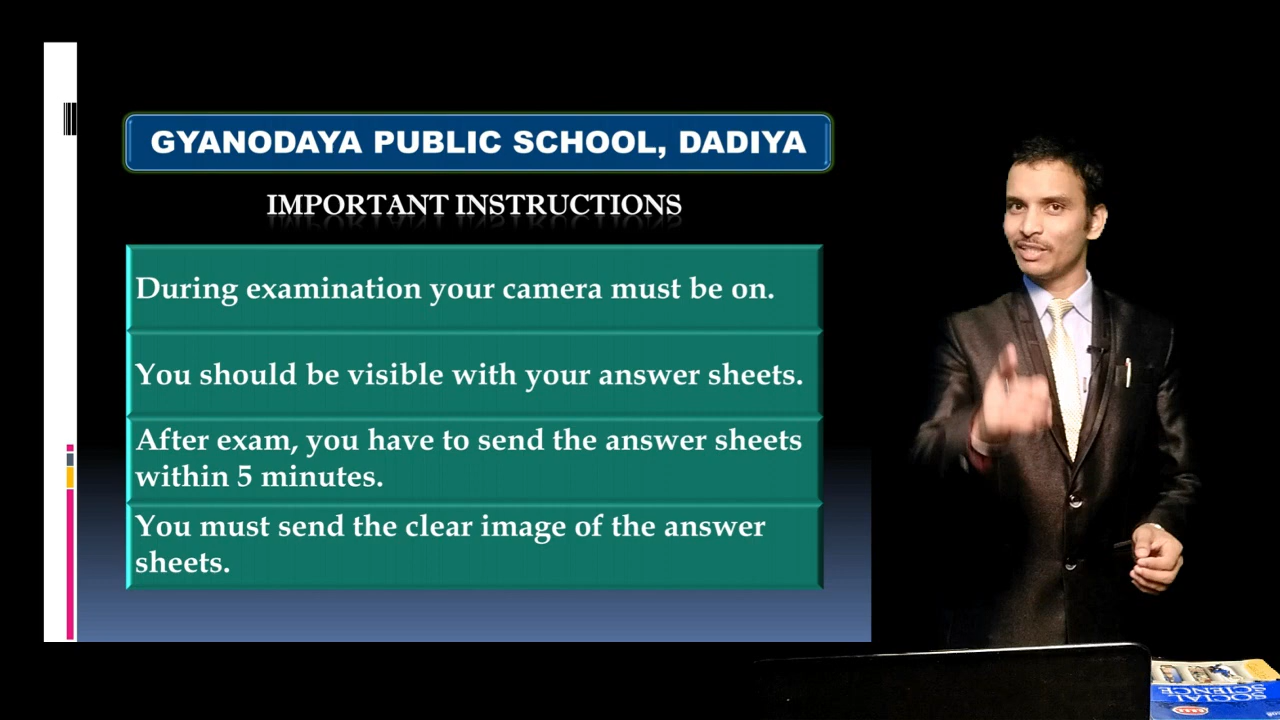 GYANODAYA PUBLIC SCHOOL, DADIYA
IMPORTANT INSTRUCTIONS
During examination your camera must be on.
You should be visible with your answer sheets.
After exam, you have to send the answer sheets
within 5 minutes.
You must send the clear image of the answer
sheets.
SOCIAL
SCIENCE